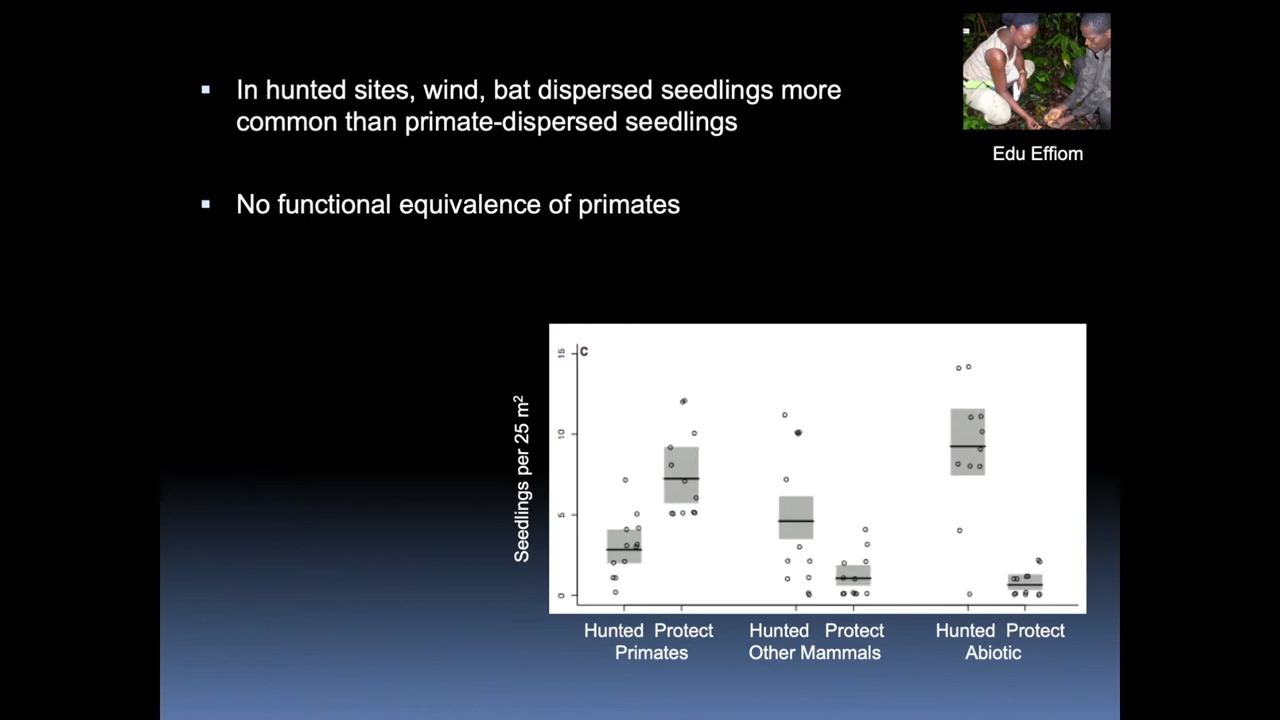 ▪ In hunted sites, wind, bat dispersed seedlings more
common than primate-dispersed seedlings
Edu Effiom
▪ No functional equivalence of primates
C
15
10
5
0
Seedlings per 25 m²
Hunted Protect Hunted Protect Hunted Protect
Primates Other Mammals Abiotic